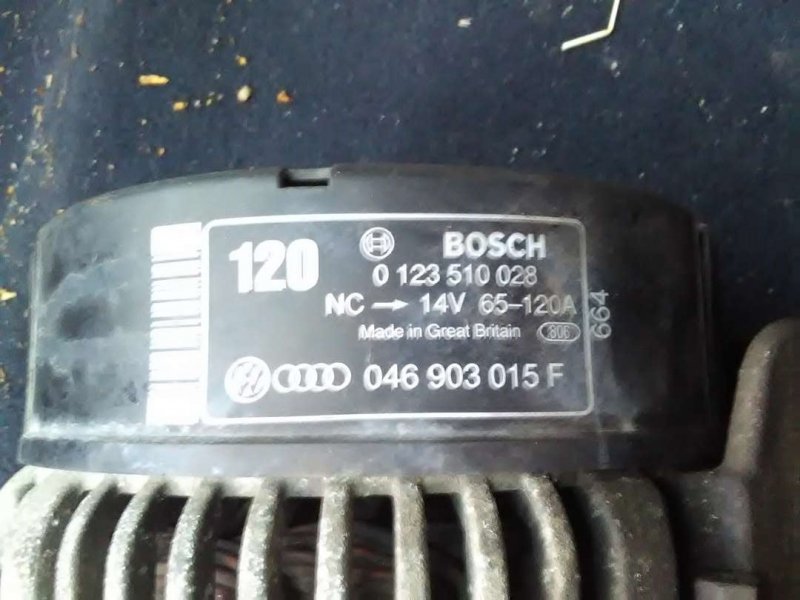 120
BOSCH
0 123 510 028
NC → 14V 65-120A
Made in Great Britain 806
664
046 903 015 F